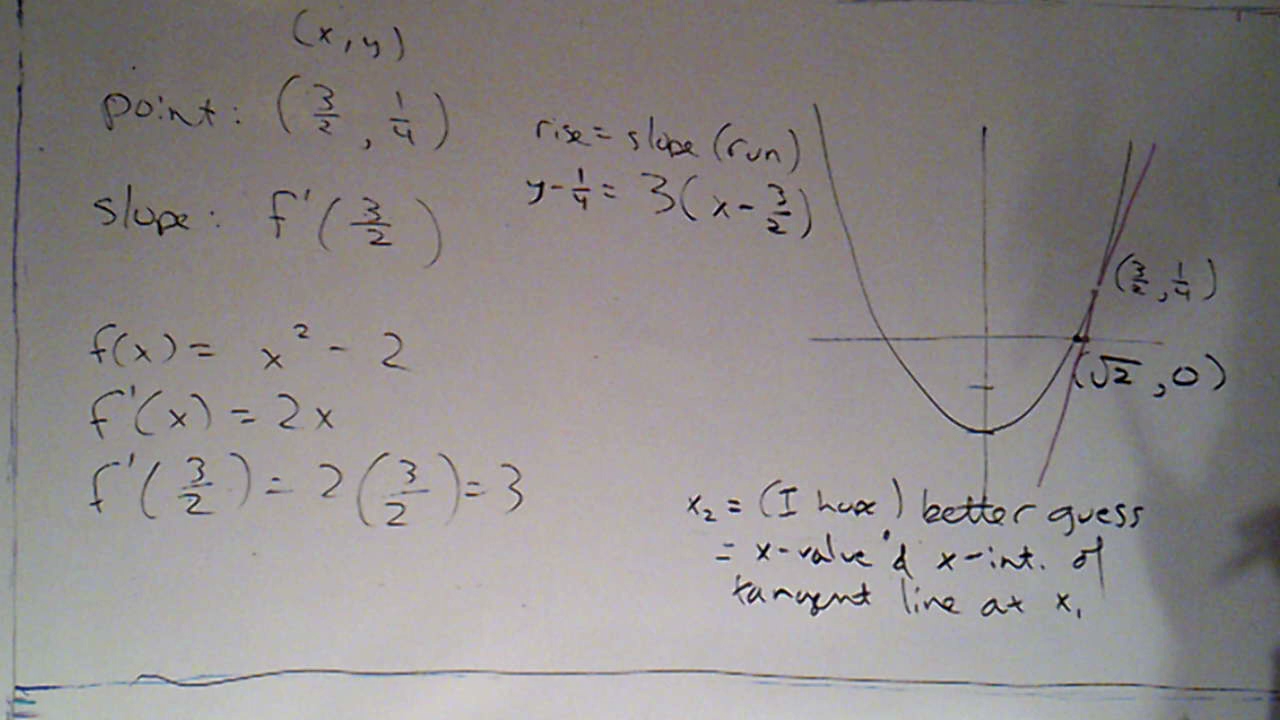 (x, y)
point: (3/2, 1/4)
slope: f'(3/2)
f(x) = x² - 2
f'(x) = 2x
f'(3/2) = 2(3/2) = 3
rise = slope (run)
y - 1/4 = 3(x - 3/2)
(3/2, 1/4)
(√2, 0)
x₂ = (I hope) better guess
= x-value of x-int. of
tangent line at x₁